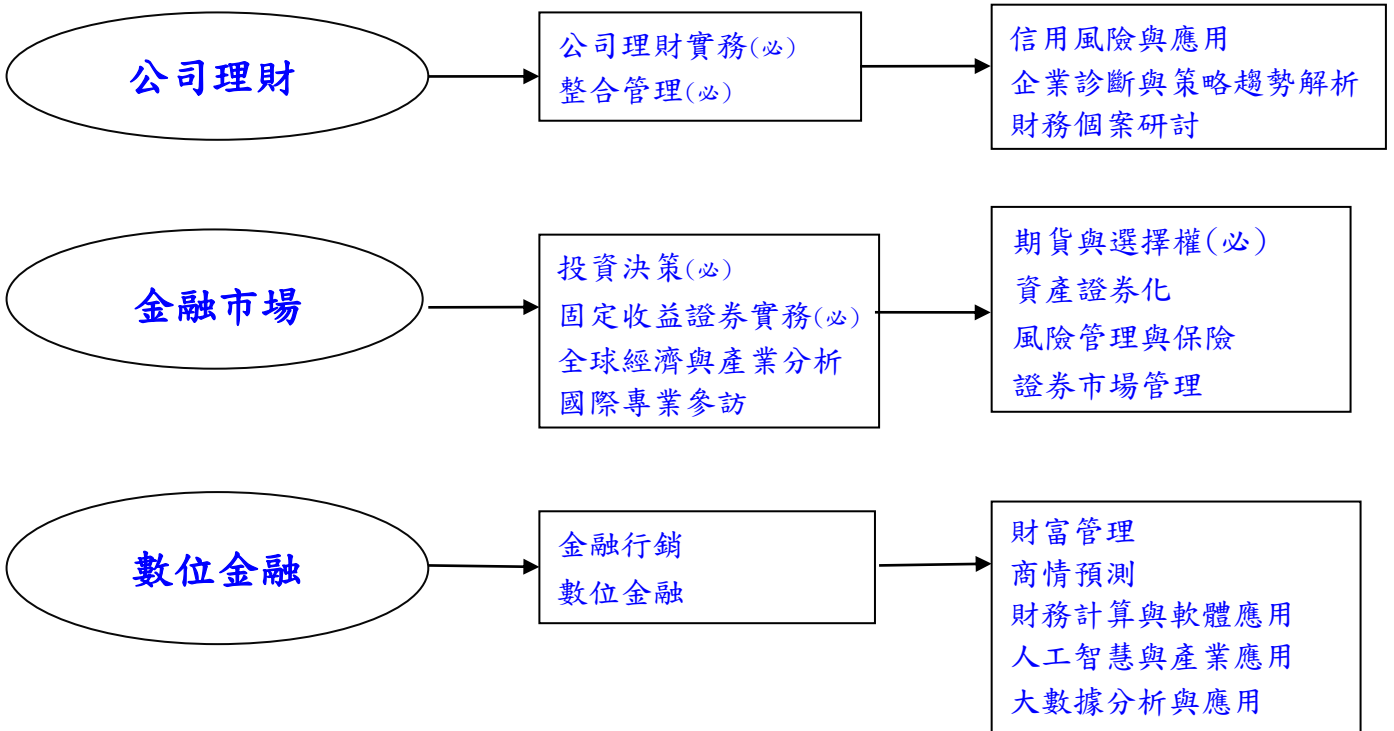 公司理財
公司理財實務(必)
整合管理(必)
信用風險與應用
企業診斷與策略趨勢解析
財務個案研討
金融市場
投資決策(必)
固定收益證券實務(必)
全球經濟與產業分析
國際專業參訪
期貨與選擇權(必)
資產證券化
風險管理與保險
證券市場管理
數位金融
金融行銷
數位金融
財富管理
商情預測
財務計算與軟體應用
人工智慧與產業應用
大數據分析與應用